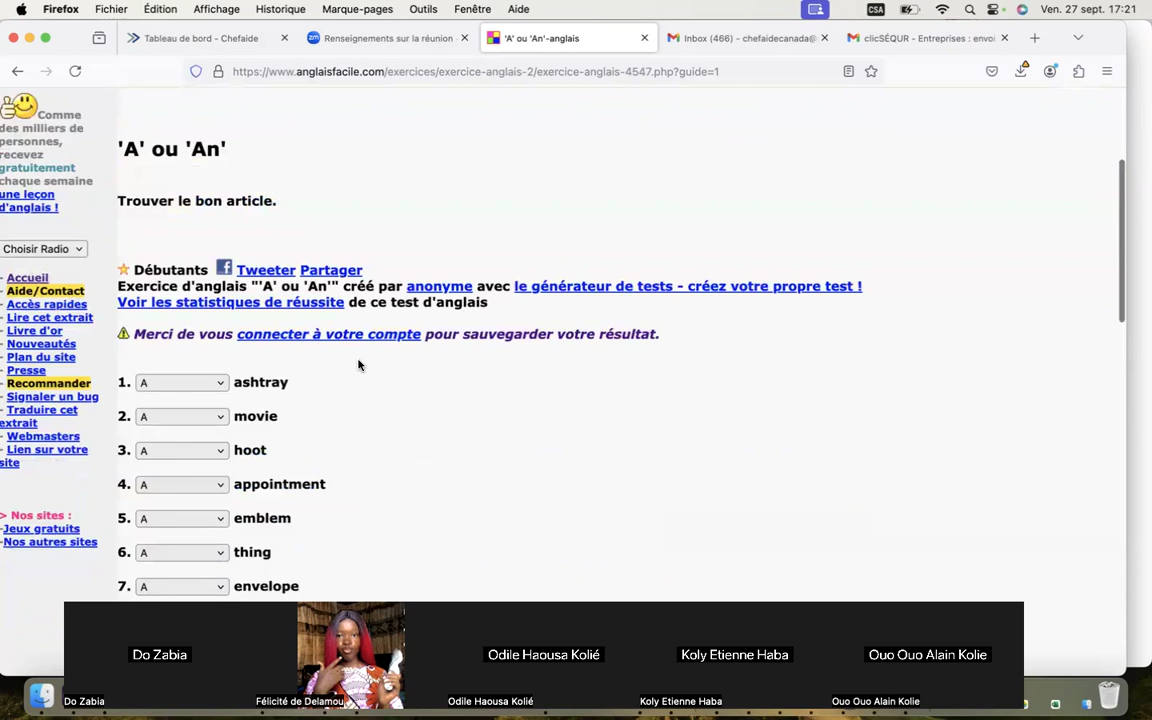 Firefox Fichier Édition Affichage Historique Marque-pages Outils Fenêtre Aide CSA Ven. 27 sept. 17:21
Tableau de bord - Chefaide
Renseignements sur la réunion
'A' ou 'An'-anglais
Inbox (466) - chefaidecanada@
clicSÉQUR - Entreprises : envoi
https://www.anglaisfacile.com/exercices/exercice-anglais-2/exercice-anglais-4547.php?guide=1
Comme
des milliers de
personnes,
recevez
gratuitement
chaque semaine
une leçon
d'anglais !
Choisir Radio
- Accueil
- Aide/Contact
- Accès rapides
- Lire cet extrait
- Livre d'or
- Nouveautés
- Plan du site
- Presse
- Recommander
- Signaler un bug
- Traduire cet
extrait
- Webmasters
- Lien sur votre
site
> Nos sites :
-Jeux gratuits
-Nos autres sites
'A' ou 'An'
Trouver le bon article.
Débutants Tweeter Partager
Exercice d'anglais "'A' ou 'An'" créé par anonyme avec le générateur de tests - créez votre propre test !
Voir les statistiques de réussite de ce test d'anglais
Merci de vous connecter à votre compte pour sauvegarder votre résultat.
1. A ashtray
2. A movie
3. A hoot
4. A appointment
5. A emblem
6. A thing
7. A envelope
Do Zabia
Odile Haousa Kolié
Koly Etienne Haba
Ouo Ouo Alain Kolie
Do Zabia
Félicité de Delamou
Odile Haousa Kolié
Koly Etienne Haba
Ouo Ouo Alain Kolie